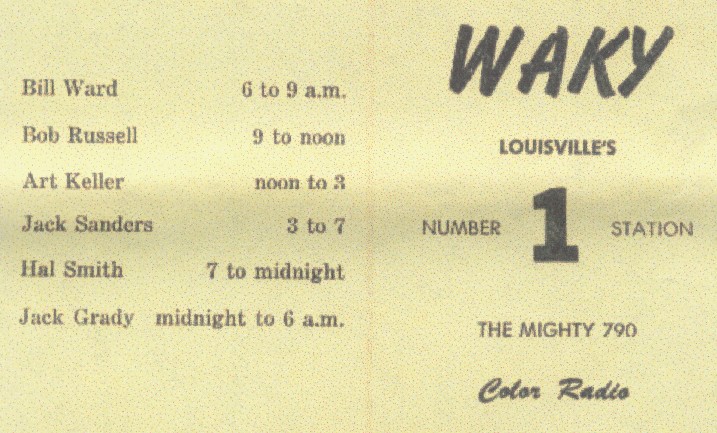 Bill Ward 6 to 9 a.m.
Bob Russell 9 to noon
Art Keller noon to 3
Jack Sanders 3 to 7
Hal Smith 7 to midnight
Jack Grady midnight to 6 a.m.
WAKY
LOUISVILLE'S
NUMBER 1 STATION
THE MIGHTY 790
Color Radio